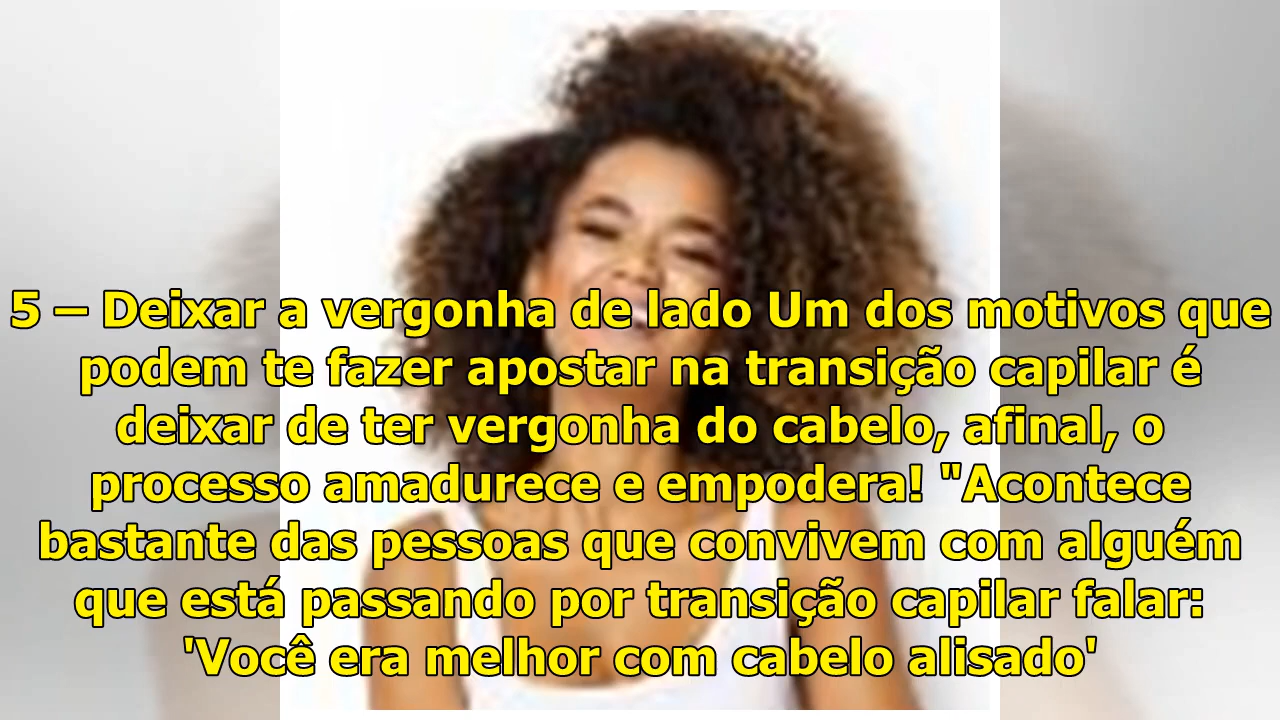 5 – Deixar a vergonha de lado Um dos motivos que
podem te fazer apostar na transição capilar é
deixar de ter vergonha do cabelo, afinal, o
processo amadurece e empodera! "Acontece
bastante das pessoas que convivem com alguém
que está passando por transição capilar falar:
'Você era melhor com cabelo alisado'